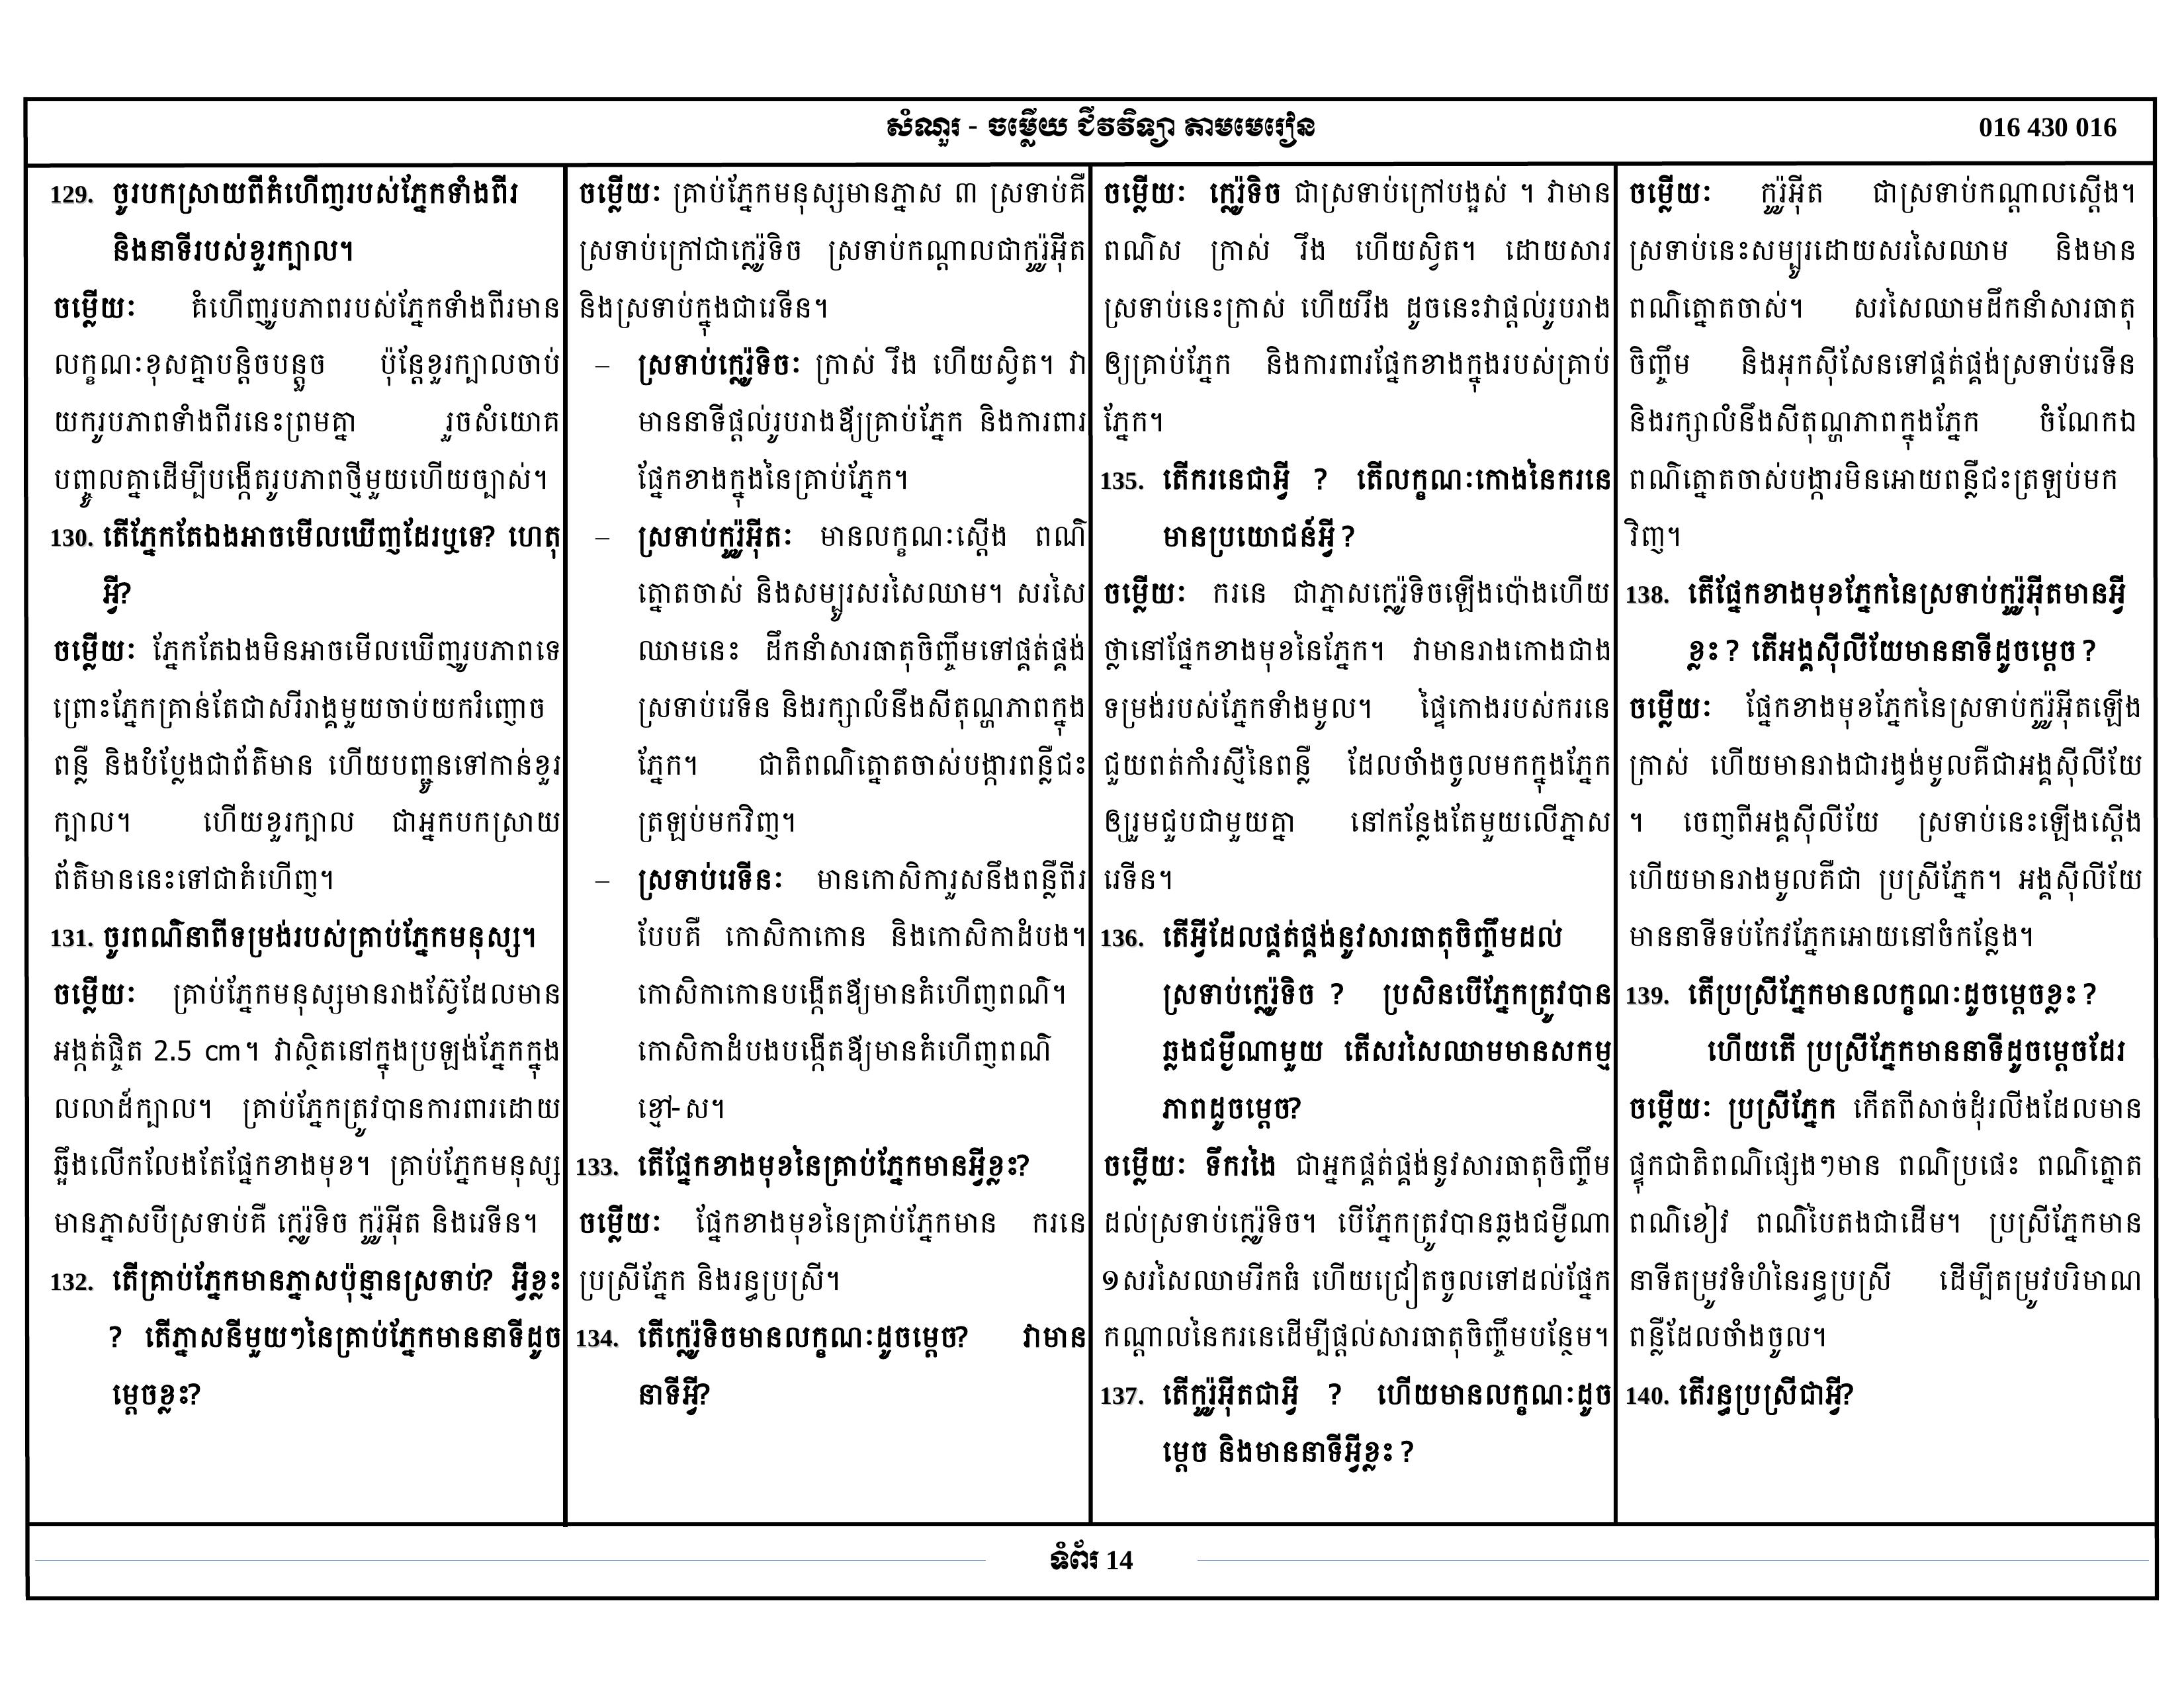 សំណួរ - ចម្លើយ ជីវវិទ្យា តាមមេរៀន
016 430 016
129. ចូរបកស្រាយពីគំហើញរបស់ភ្នែកទាំងពីរ
និងនាទីរបស់ខួរក្បាល។
ចម្លើយៈ គំហើញរូបភាពរបស់ភ្នែកទាំងពីរមាន
លក្ខណៈខុសគ្នាបន្តិចបន្តួច ប៉ុន្តែខួរក្បាលចាប់
យករូបភាពទាំងពីរនេះព្រមគ្នា រួចសំយោគ
បញ្ចូលគ្នាដើម្បីបង្កើតរូបភាពថ្មីមួយហើយច្បាស់។
130. តើភ្នែកតែឯងអាចមើលឃើញដែរឬទេ? ហេតុ
អ្វី?
ចម្លើយៈ ភ្នែកតែឯងមិនអាចមើលឃើញរូបភាពទេ
ព្រោះភ្នែកគ្រាន់តែជាសរីរាង្គមួយចាប់យករំញោច
ពន្លឺ និងបំប្លែងជាព័ត៌មាន ហើយបញ្ជូនទៅកាន់ខួរ
ក្បាល។ ហើយខួរក្បាល ជាអ្នកបកស្រាយ
ព័ត៌មាននេះទៅជាគំហើញ។
131. ចូរពណ៌នាពីទម្រង់របស់គ្រាប់ភ្នែកមនុស្ស។
ចម្លើយៈ គ្រាប់ភ្នែកមនុស្សមានរាងស្វ៊ែដែលមាន
អង្កត់ផ្ចិត 2.5 cm។ វាស្ថិតនៅក្នុងប្រឡង់ភ្នែកក្នុង
លលាដ៍ក្បាល។ គ្រាប់ភ្នែកត្រូវបានការពារដោយ
ឆ្អឹងលើកលែងតែផ្នែកខាងមុខ។ គ្រាប់ភ្នែកមនុស្ស
មានភ្នាសបីស្រទាប់គឺ ក្លេរ៉ូទិច កូរ៉ូអ៊ីត និងរេទីន។
132. តើគ្រាប់ភ្នែកមានភ្នាសប៉ុន្មានស្រទាប់? អ្វីខ្លះ
? តើភ្នាសនីមួយៗនៃគ្រាប់ភ្នែកមាននាទីដូច
ម្តេចខ្លះ?
ចម្លើយៈ គ្រាប់ភ្នែកមនុស្សមានភ្នាស ៣ ស្រទាប់គឺ
ស្រទាប់ក្រៅជាក្លេរ៉ូទិច ស្រទាប់កណ្តាលជាកូរ៉ូអ៊ីត
និងស្រទាប់ក្នុងជារេទីន។
– ស្រទាប់ក្លេរ៉ូទិចៈ ក្រាស់ រឹង ហើយស្វិត។ វា
មាននាទីផ្តល់រូបរាងឱ្យគ្រាប់ភ្នែក និងការពារ
ផ្នែកខាងក្នុងនៃគ្រាប់ភ្នែក។
– ស្រទាប់កូរ៉ូអ៊ីតៈ មានលក្ខណៈស្តើង ពណ៌
ត្នោតចាស់ និងសម្បូរសរសៃឈាម។ សរសៃ
ឈាមនេះ ដឹកនាំសារធាតុចិញ្ចឹមទៅផ្គត់ផ្គង់
ស្រទាប់រេទីន និងរក្សាលំនឹងសីតុណ្ហភាពក្នុង
ភ្នែក។ ជាតិពណ៌ត្នោតចាស់បង្ការពន្លឺជះ
ត្រឡប់មកវិញ។
– ស្រទាប់រេទីនៈ មានកោសិការួសនឹងពន្លឺពីរ
បែបគឺ កោសិកាកោន និងកោសិកាដំបង។
កោសិកាកោនបង្កើតឱ្យមានគំហើញពណ៌។
កោសិកាដំបងបង្កើតឱ្យមានគំហើញពណ៌
ខ្មៅ- ស។
133. តើផ្នែកខាងមុខនៃគ្រាប់ភ្នែកមានអ្វីខ្លះ?
ចម្លើយៈ ផ្នែកខាងមុខនៃគ្រាប់ភ្នែកមាន ករនេ
ប្រស្រីភ្នែក និងរន្ធប្រស្រី។
134. តើក្លេរ៉ូទិចមានលក្ខណៈដូចម្តេច? វាមាន
នាទីអ្វី?
ចម្លើយៈ ក្លេរ៉ូទិច ជាស្រទាប់ក្រៅបង្អស់ ។ វាមាន
ពណ៌ស ក្រាស់ រឹង ហើយស្វិត។ ដោយសារ
ស្រទាប់នេះក្រាស់ ហើយរឹង ដូចនេះវាផ្តល់រូបរាង
ឲ្យគ្រាប់ភ្នែក និងការពារផ្នែកខាងក្នុងរបស់គ្រាប់
ភ្នែក។
135. តើករនេជាអ្វី ? តើលក្ខណៈកោងនៃករនេ
មានប្រយោជន៍អ្វី ?
ចម្លើយៈ ករនេ ជាភ្នាសក្លេរ៉ូទិចឡើងប៉ោងហើយ
ថ្លានៅផ្នែកខាងមុខនៃភ្នែក។ វាមានរាងកោងជាង
ទម្រង់របស់ភ្នែកទាំងមូល។ ផ្ទៃកោងរបស់ករនេ
ជួយពត់កាំរស្មីនៃពន្លឺ ដែលចាំងចូលមកក្នុងភ្នែក
ឲ្យរួមជួបជាមួយគ្នា នៅកន្លែងតែមួយលើភ្នាស
រេទីន។
136. តើអ្វីដែលផ្គត់ផ្គង់នូវសារធាតុចិញ្ចឹមដល់
ស្រទាប់ក្លេរ៉ូទិច ? ប្រសិនបើភ្នែកត្រូវបាន
ឆ្លងជម្ងឺណាមួយ តើសរសៃឈាមមានសកម្ម
ភាពដូចម្តេច?
ចម្លើយៈ ទឹករងៃ ជាអ្នកផ្គត់ផ្គង់នូវសារធាតុចិញ្ចឹម
ដល់ស្រទាប់ក្លេរ៉ូទិច។ បើភ្នែកត្រូវបានឆ្លងជម្ងឺណា
១សរសៃឈាមរីកធំ ហើយជ្រៀតចូលទៅដល់ផ្នែក
កណ្តាលនៃករនេដើម្បីផ្តល់សារធាតុចិញ្ចឹមបន្ថែម។
137. តើកូរ៉ូអ៊ីតជាអ្វី ? ហើយមានលក្ខណៈដូច
ម្តេច និងមាននាទីអ្វីខ្លះ ?
ចម្លើយៈ កូរ៉ូអ៊ីត ជាស្រទាប់កណ្តាលស្តើង។
ស្រទាប់នេះសម្បូរដោយសរសៃឈាម និងមាន
ពណ៌ត្នោតចាស់។ សរសៃឈាមដឹកនាំសារធាតុ
ចិញ្ចឹម និងអុកស៊ីសែនទៅផ្គត់ផ្គង់ស្រទាប់រេទីន
និងរក្សាលំនឹងសីតុណ្ហភាពក្នុងភ្នែក ចំណែកឯ
ពណ៌ត្នោតចាស់បង្ការមិនអោយពន្លឺជះត្រឡប់មក
វិញ។
138. តើផ្នែកខាងមុខភ្នែកនៃស្រទាប់កូរ៉ូអ៊ីតមានអ្វី
ខ្លះ ? តើអង្គស៊ីលីយែមាននាទីដូចម្តេច ?
ចម្លើយៈ ផ្នែកខាងមុខភ្នែកនៃស្រទាប់កូរ៉ូអ៊ីតឡើង
ក្រាស់ ហើយមានរាងជារង្វង់មូលគឺជាអង្គស៊ីលីយែ
។ ចេញពីអង្គស៊ីលីយែ ស្រទាប់នេះឡើងស្តើង
ហើយមានរាងមូលគឺជា ប្រស្រីភ្នែក។ អង្គស៊ីលីយែ
មាននាទីទប់កែវភ្នែកអោយនៅចំកន្លែង។
139. តើប្រស្រីភ្នែកមានលក្ខណៈដូចម្តេចខ្លះ ?
ហើយតើ ប្រស្រីភ្នែកមាននាទីដូចម្តេចដែរ
ចម្លើយៈ ប្រស្រីភ្នែក កើតពីសាច់ដុំរលីងដែលមាន
ផ្ទុកជាតិពណ៌ផ្សេងៗមាន ពណ៌ប្រផេះ ពណ៌ត្នោត
ពណ៌ខៀវ ពណ៌បៃតងជាដើម។ ប្រស្រីភ្នែកមាន
នាទីតម្រូវទំហំនៃរន្ធប្រស្រី ដើម្បីតម្រូវបរិមាណ
ពន្លឺដែលចាំងចូល។
140. តើរន្ធប្រស្រីជាអ្វី?
ទំព័រ 14